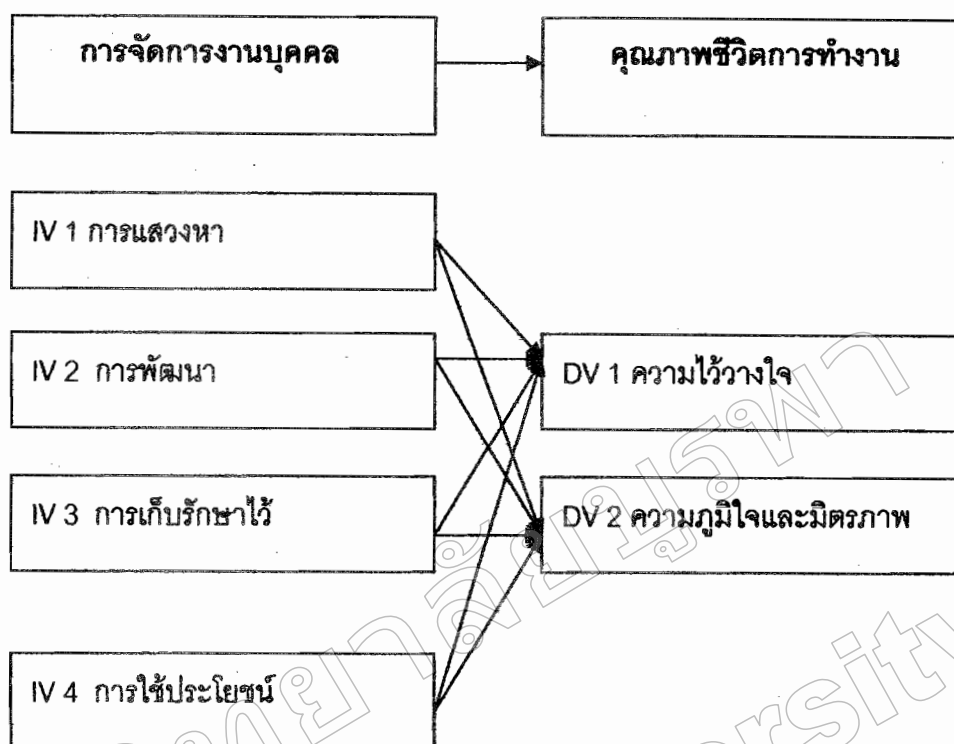 การจัดการงานบุคคล
คุณภาพชีวิตการทำงาน
IV 1 การแสวงหา
IV 2 การพัฒนา
DV 1 ความไว้วางใจ
IV 3 การเก็บรักษาไว้
DV 2 ความภูมิใจและมิตรภาพ
IV 4 การใช้ประโยชน์